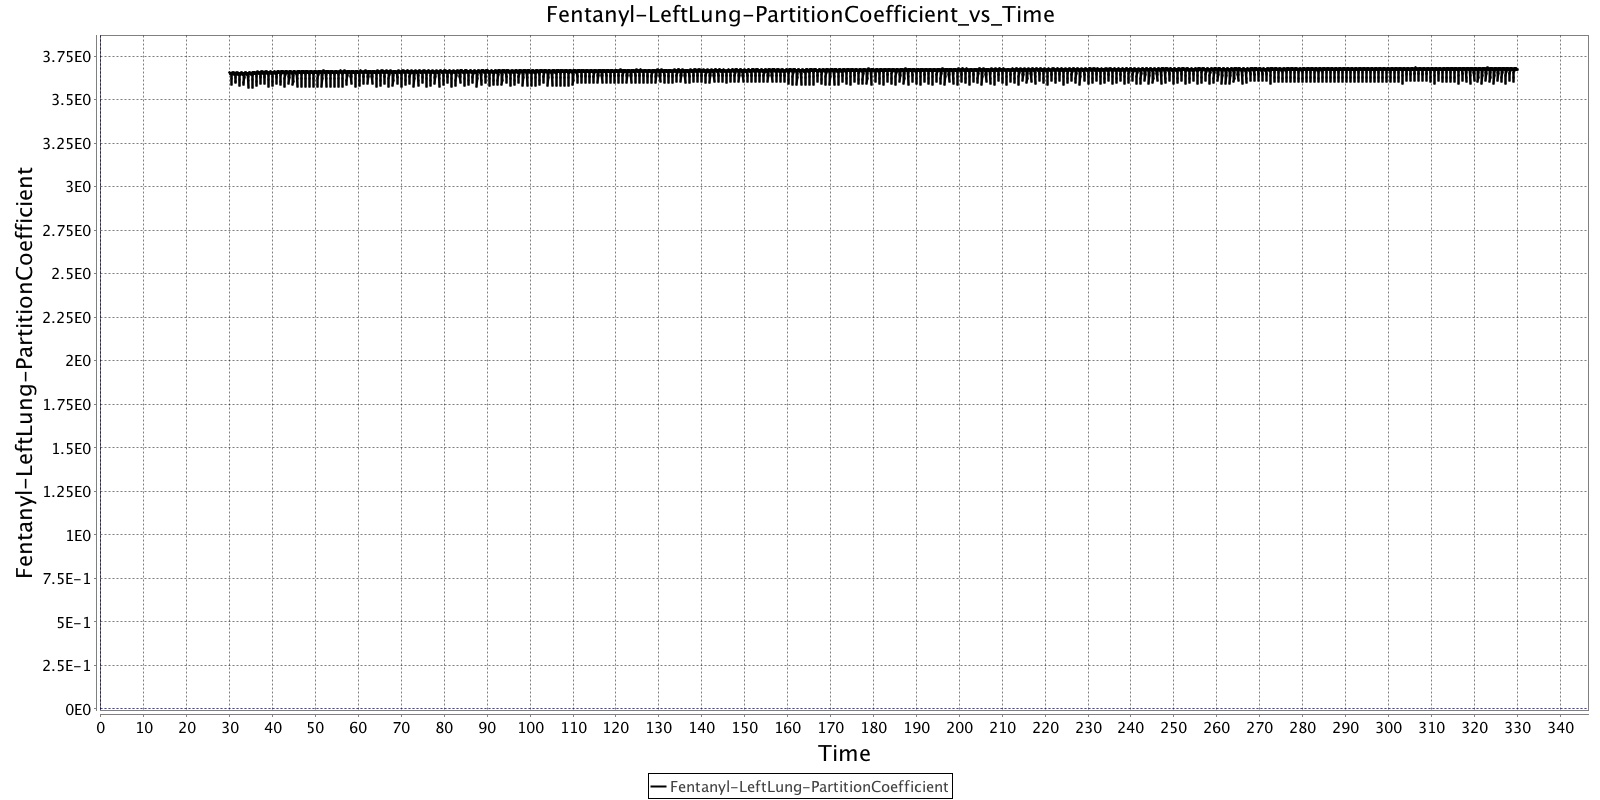 Fentanyl-LeftLung-PartitionCoefficient_vs_Time
Fentanyl-LeftLung-PartitionCoefficient
3.75E0
3.5E0
3.25E0
3E0
2.75E0
2.5E0
2.25E0
2E0
1.75E0
1.5E0
1.25E0
1E0
7.5E-1
5E-1
2.5E-1
0E0
0 10 20 30 40 50 60 70 80 90 100 110 120 130 140 150 160 170 180 190 200 210 220 230 240 250 260 270 280 290 300 310 320 330 340
Time
Fentanyl-LeftLung-PartitionCoefficient